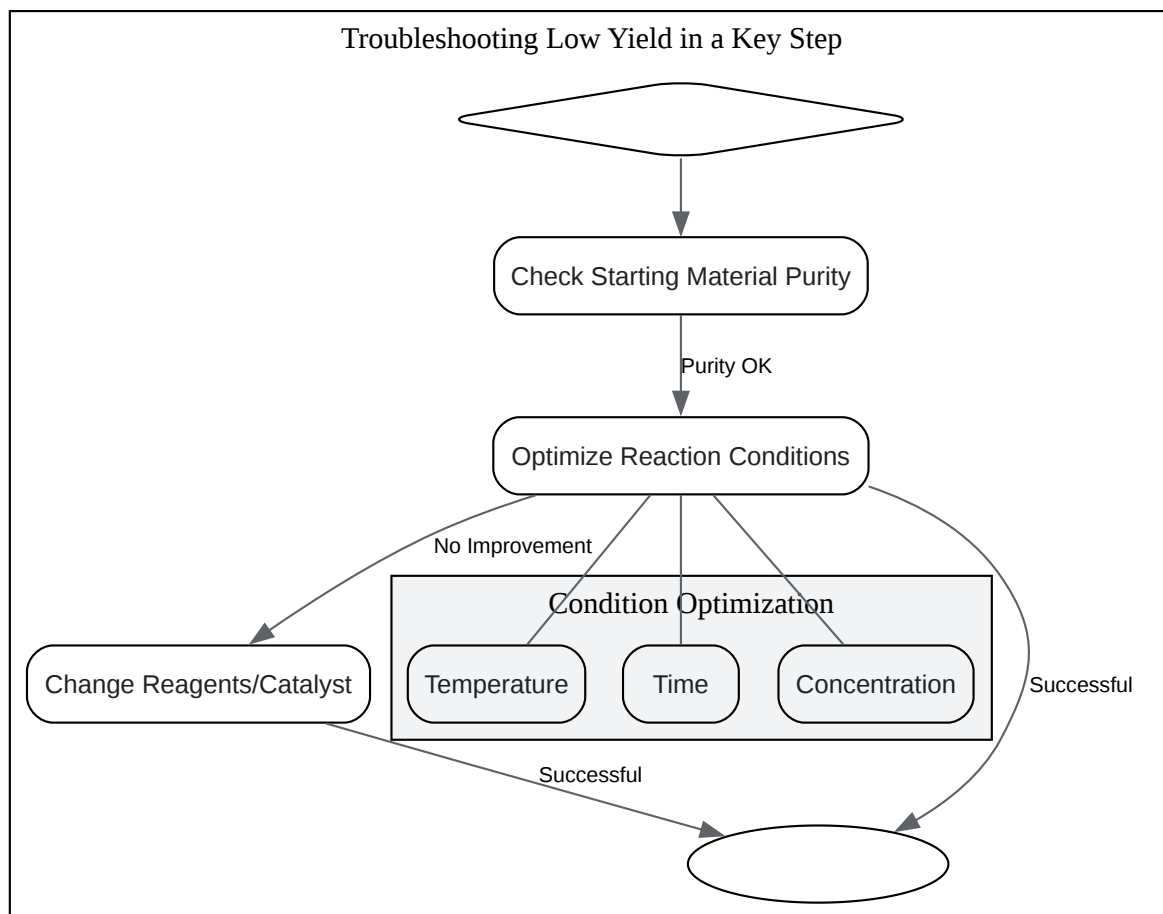 Troubleshooting Low Yield in a Key Step
Check Starting Material Purity
Purity OK
Optimize Reaction Conditions
No Improvement
Condition Optimization
Change Reagents/Catalyst
Temperature
Time
Concentration
Successful
Successful